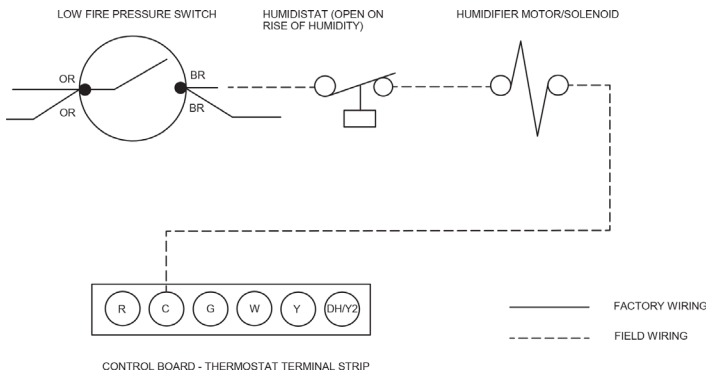 LOW FIRE PRESSURE SWITCH
HUMIDISTAT (OPEN ON
RISE OF HUMIDITY)
HUMIDIFIER MOTOR/SOLENOID
OR
BR
OR
BR
R
C
G
W
Y
DH/Y2
FACTORY WIRING
FIELD WIRING
CONTROL BOARD - THERMOSTAT TERMINAL STRIP